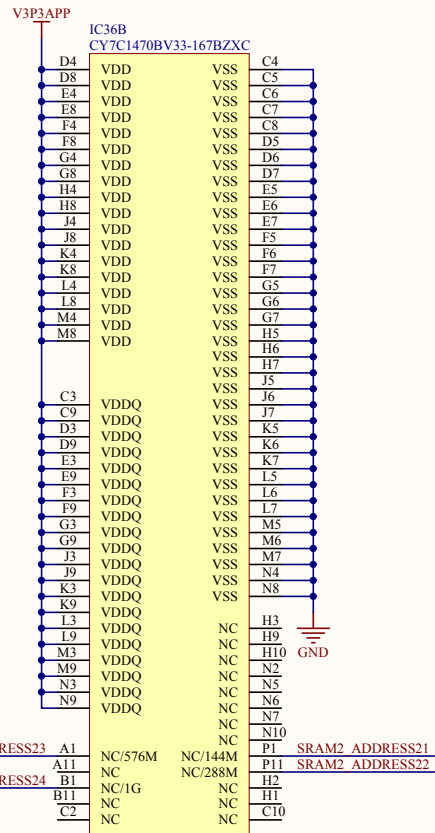 V3P3APP
IC36B
CY7C1470BV33-167BZXC
D4 VDD VSS C4
D8 VDD VSS C5
E4 VDD VSS C6
E8 VDD VSS C7
F4 VDD VSS C8
F8 VDD VSS D5
G4 VDD VSS D6
G8 VDD VSS D7
H4 VDD VSS E5
H8 VDD VSS E6
J4 VDD VSS E7
J8 VDD VSS F5
K4 VDD VSS F6
K8 VDD VSS F7
L4 VDD VSS G5
L8 VDD VSS G6
M4 VDD VSS G7
M8 VDD VSS H5
VSS H6
VSS H7
VSS J5
C3 VDDQ VSS J6
C9 VDDQ VSS J7
D3 VDDQ VSS K5
D9 VDDQ VSS K6
E3 VDDQ VSS K7
E9 VDDQ VSS L5
F3 VDDQ VSS L6
F9 VDDQ VSS L7
G3 VDDQ VSS M5
G9 VDDQ VSS M6
J3 VDDQ VSS M7
J9 VDDQ VSS N4
K3 VDDQ VSS N8
K9 VDDQ
L3 VDDQ NC H3
L9 VDDQ NC H9
GND
M3 VDDQ NC H10
M9 VDDQ NC N2
N3 VDDQ NC N5
N9 VDDQ NC N6
NC N7
NC N10
RESS23 A1 NC/576M NC/144M P1 SRAM2_ADDRESS21
A11 NC NC/288M P11 SRAM2_ADDRESS22
RESS24 B1 NC/1G NC H2
B11 NC NC H1
C2 NC NC C10